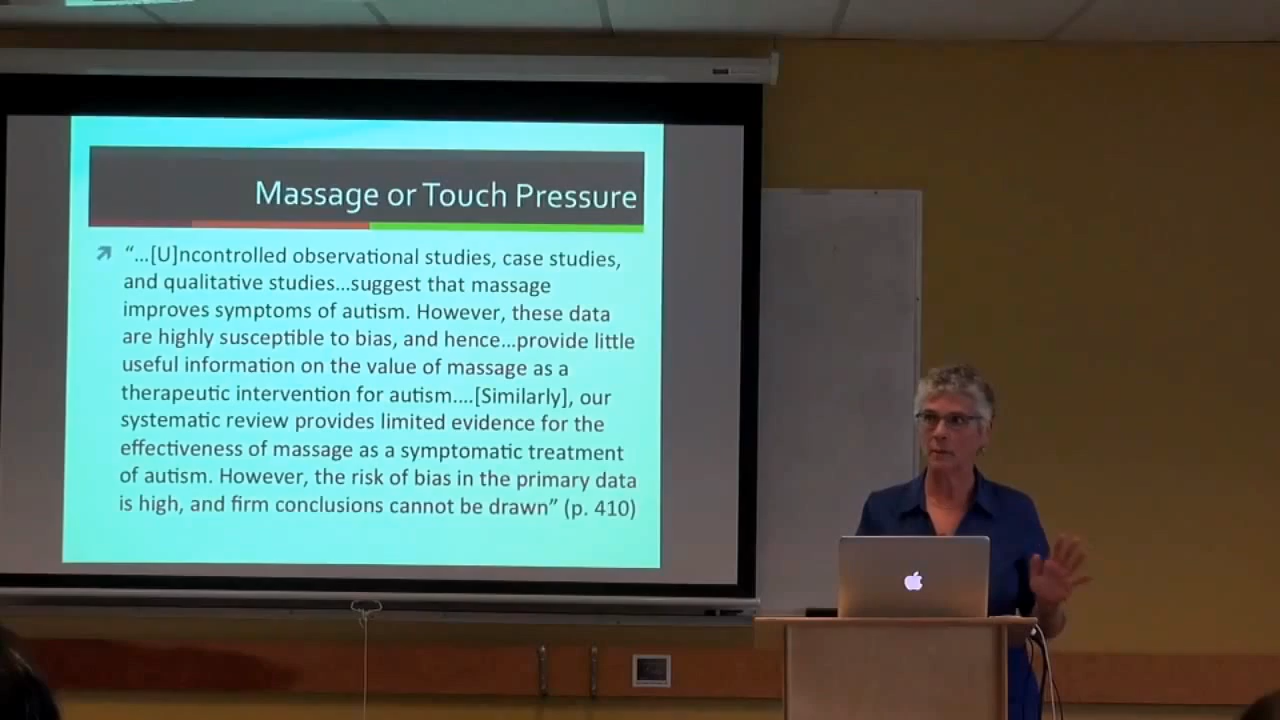 Massage or Touch Pressure
“...[U]ncontrolled observational studies, case studies,
and qualitative studies...suggest that massage
improves symptoms of autism. However, these data
are highly susceptible to bias, and hence...provide little
useful information on the value of massage as a
therapeutic intervention for autism....[Similarly], our
systematic review provides limited evidence for the
effectiveness of massage as a symptomatic treatment
of autism. However, the risk of bias in the primary data
is high, and firm conclusions cannot be drawn” (p. 410)